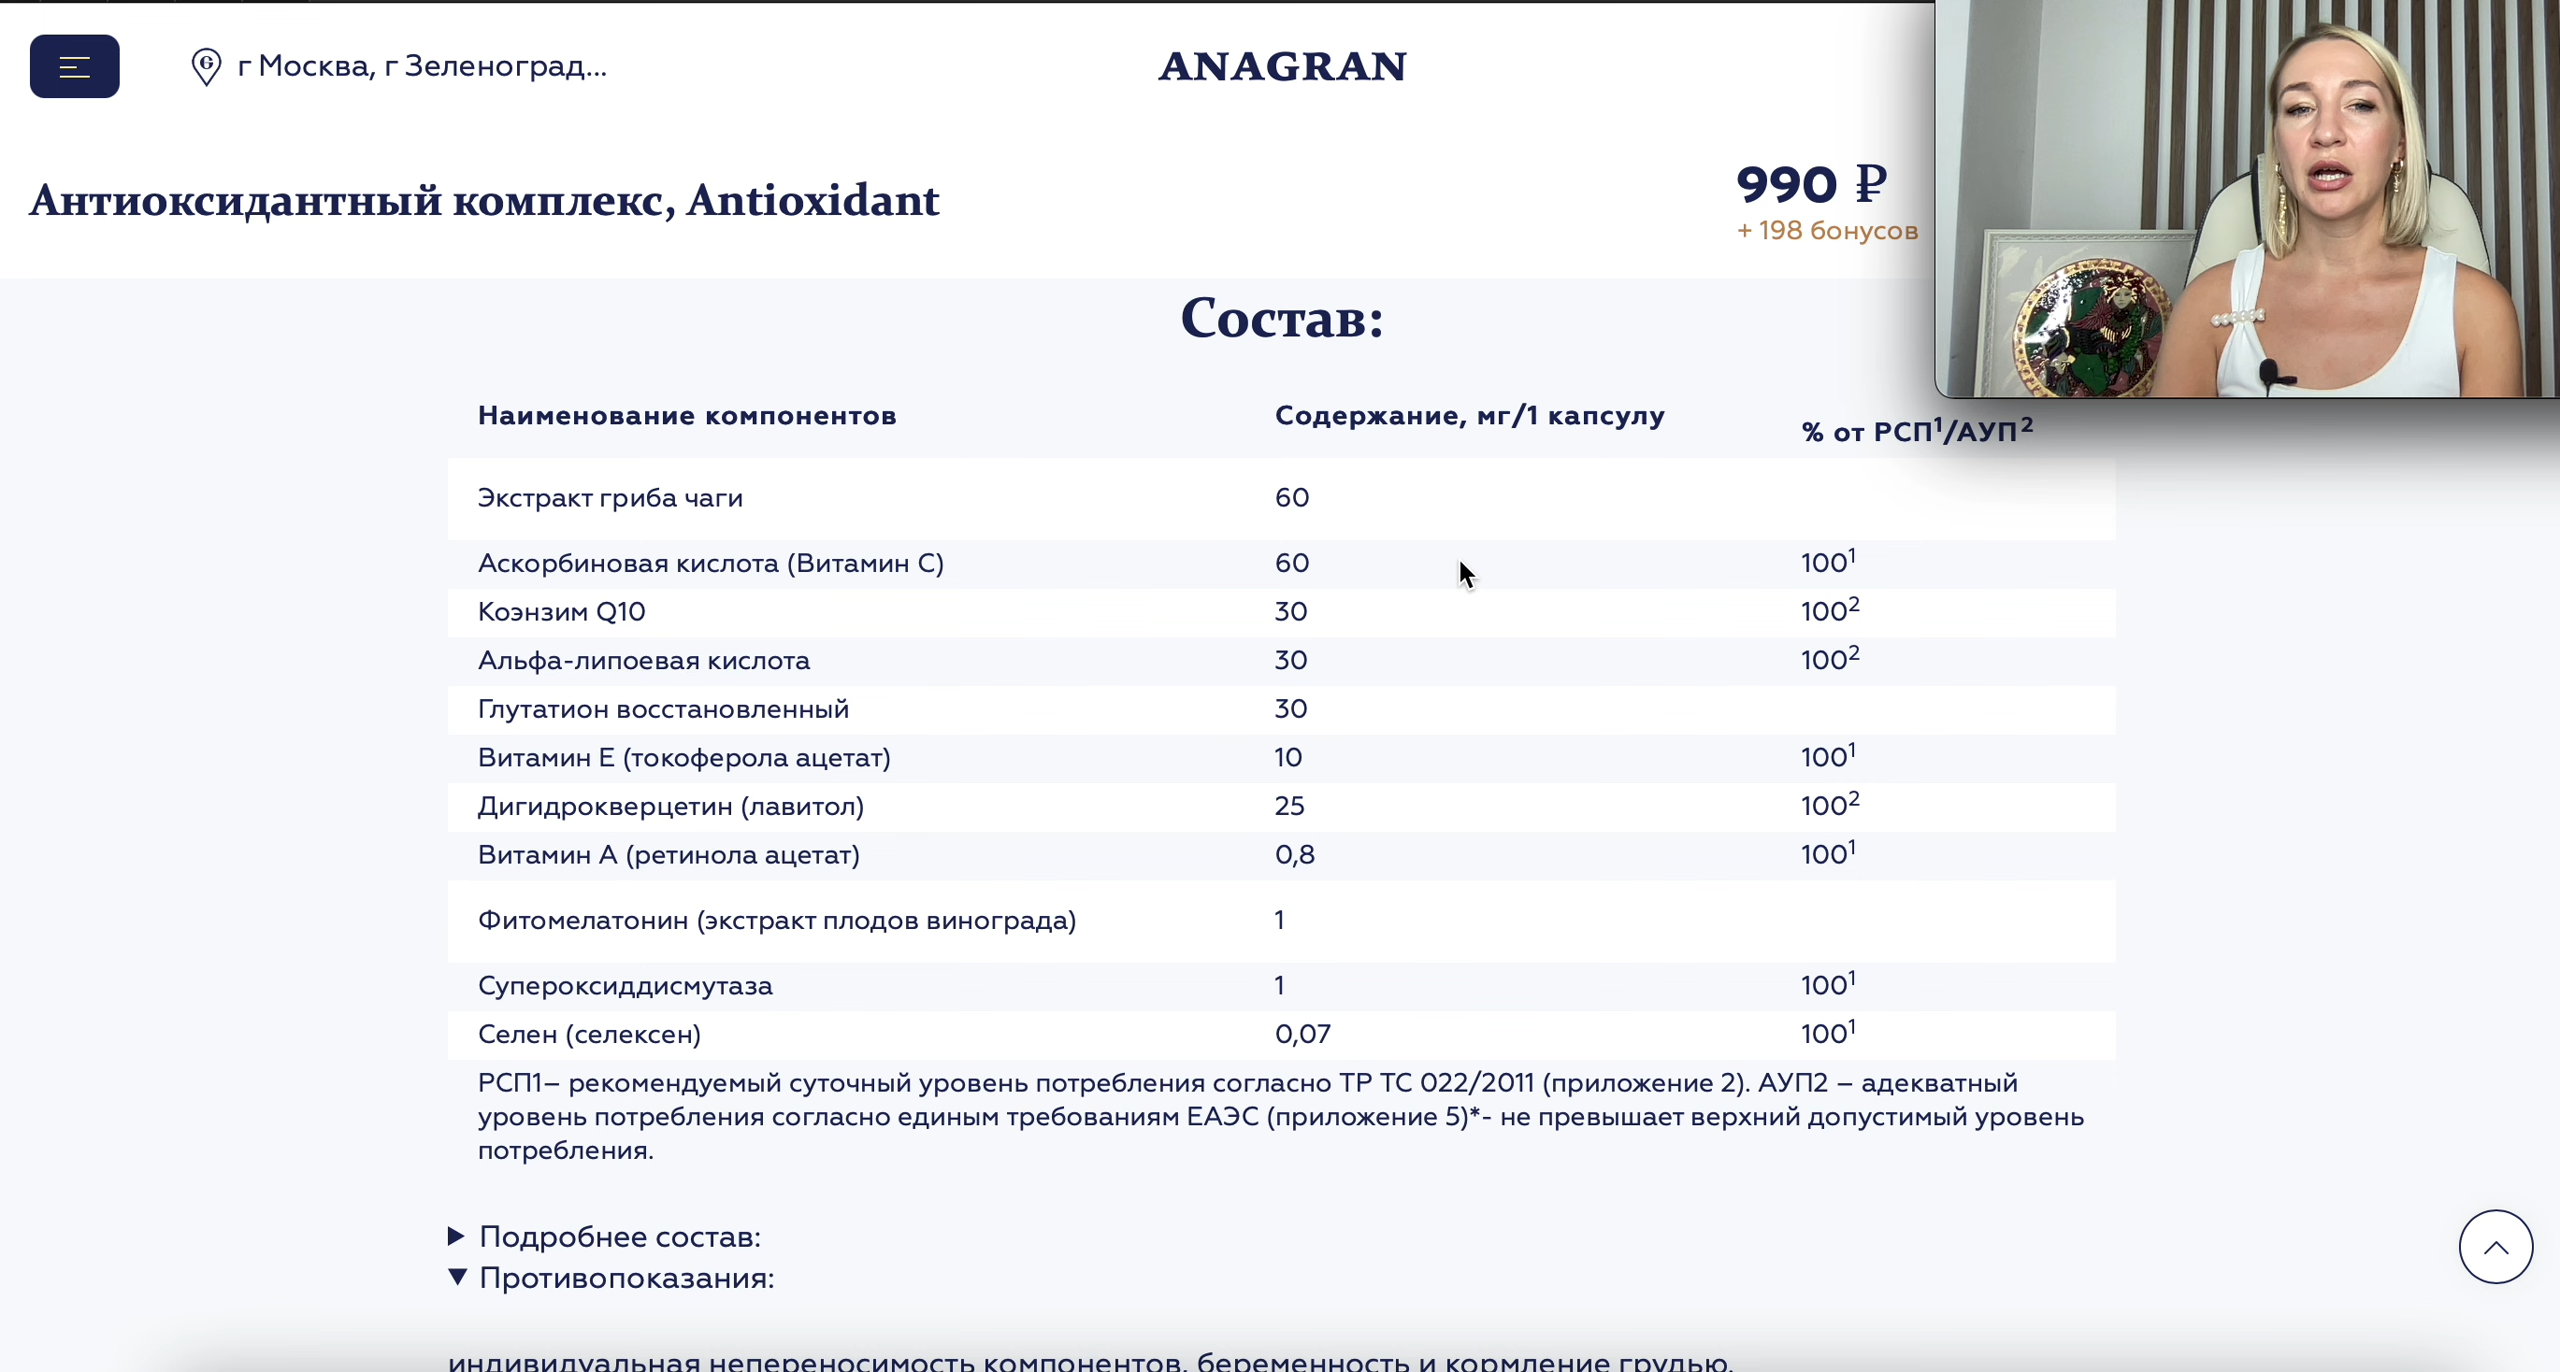 г Москва, г Зеленоград...
ANAGRAN
Антиоксидантный комплекс, Antioxidant
990 ₽
+ 198 бонусов
Состав:
Наименование компонентов Содержание, мг/1 капсулу % от РСП¹/АУП²
Экстракт гриба чаги 60
Аскорбиновая кислота (Витамин С) 60 100¹
Коэнзим Q10 30 100²
Альфа-липоевая кислота 30 100²
Глутатион восстановленный 30
Витамин Е (токоферола ацетат) 10 100¹
Дигидрокверцетин (лавитол) 25 100²
Витамин А (ретинола ацетат) 0,8 100¹
Фитомелатонин (экстракт плодов винограда) 1
Супероксиддисмутаза 1 100¹
Селен (селексен) 0,07 100¹
РСП1– рекомендуемый суточный уровень потребления согласно ТР ТС 022/2011 (приложение 2). АУП2 – адекватный
уровень потребления согласно единым требованиям ЕАЭС (приложение 5)*- не превышает верхний допустимый уровень
потребления.
Подробнее состав:
Противопоказания:
индивидуальная непереносимость компонентов, беременность и кормление грудью.